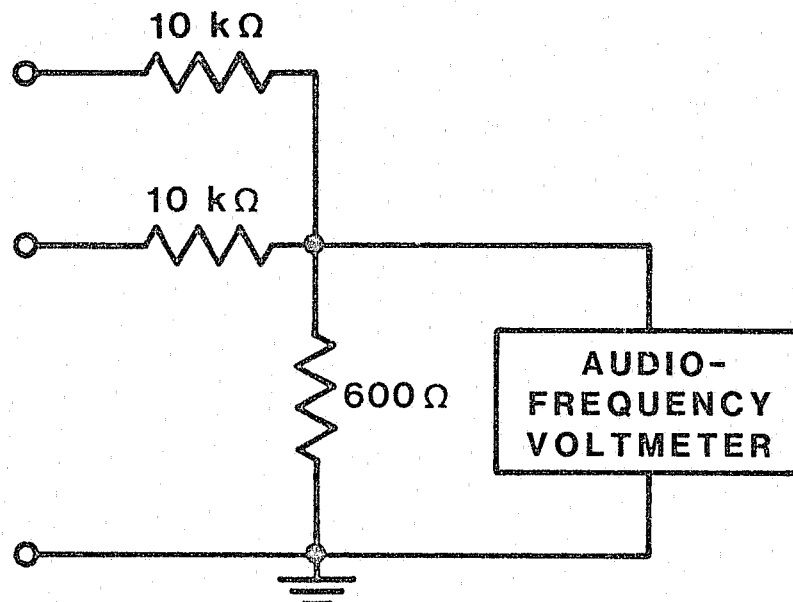 10 kΩ
10 kΩ
600 Ω
AUDIO-
FREQUENCY
VOLTMETER